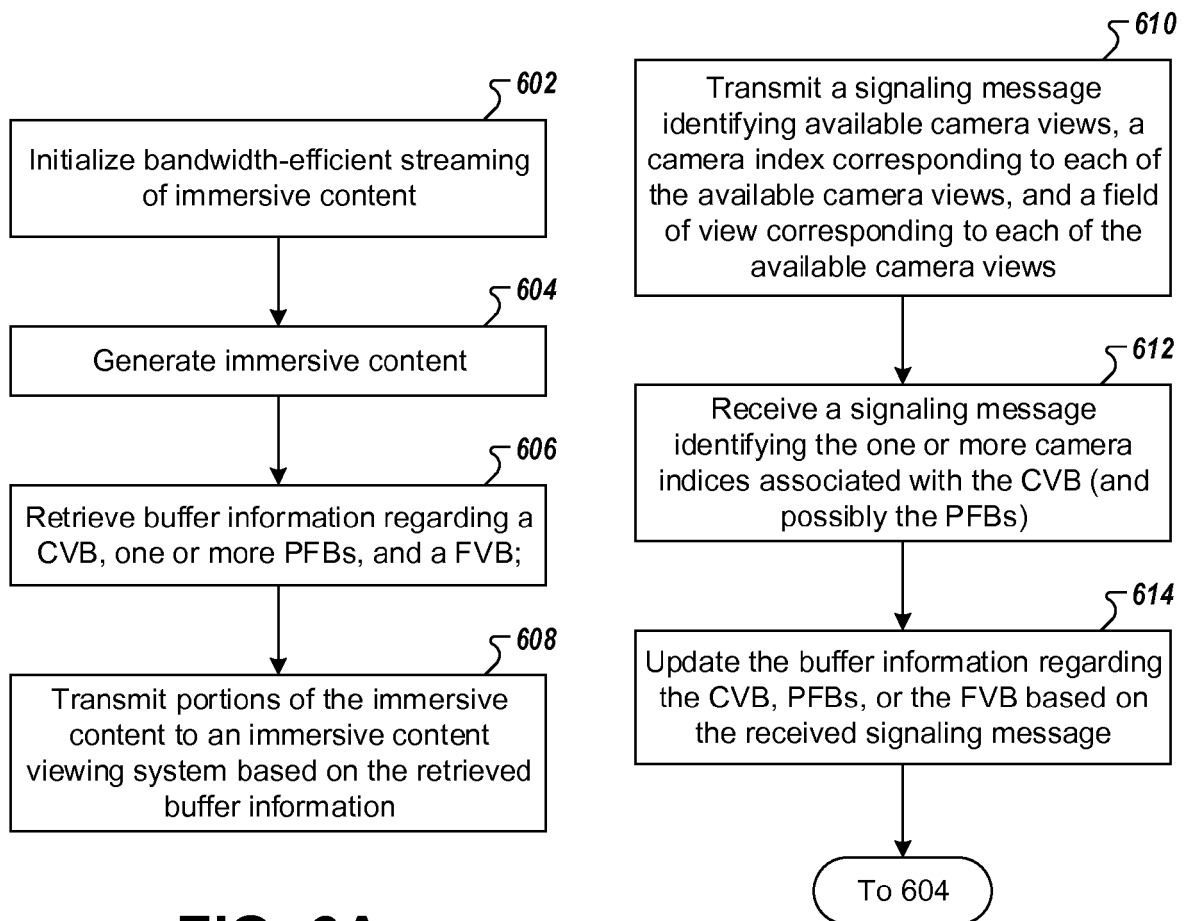 602
Initialize bandwidth-efficient streaming
of immersive content
604
Generate immersive content
606
Retrieve buffer information regarding a
CVB, one or more PFBs, and a FVB;
608
Transmit portions of the immersive
content to an immersive content
viewing system based on the retrieved
buffer information
610
Transmit a signaling message
identifying available camera views, a
camera index corresponding to each of
the available camera views, and a field
of view corresponding to each of the
available camera views
612
Receive a signaling message
identifying the one or more camera
indices associated with the CVB (and
possibly the PFBs)
614
Update the buffer information regarding
the CVB, PFBs, or the FVB based on
the received signaling message
To 604